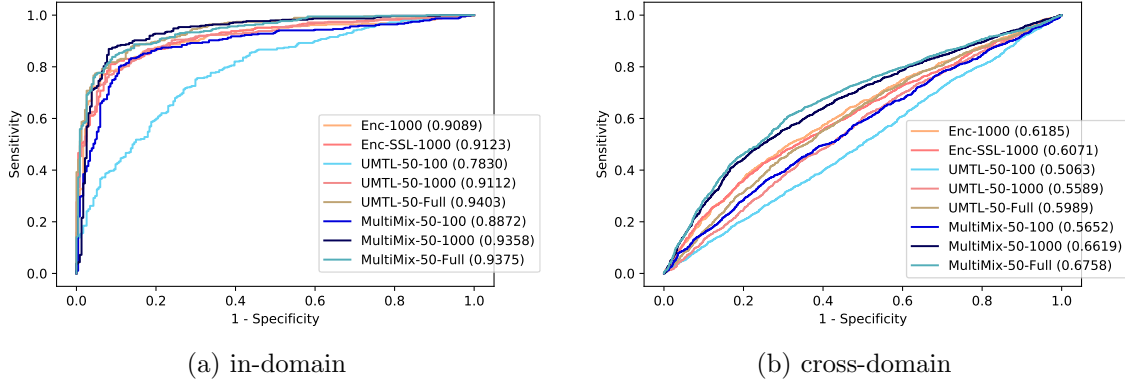 1.0
0.8
0.6
0.4
0.2
0.0
Sensitivity
0.0 0.2 0.4 0.6 0.8 1.0
1 - Specificity
Enc-1000 (0.9089)
Enc-SSL-1000 (0.9123)
UMTL-50-100 (0.7830)
UMTL-50-1000 (0.9112)
UMTL-50-Full (0.9403)
MultiMix-50-100 (0.8872)
MultiMix-50-1000 (0.9358)
MultiMix-50-Full (0.9375)
(a) in-domain
1.0
0.8
0.6
0.4
0.2
0.0
Sensitivity
0.0 0.2 0.4 0.6 0.8 1.0
1 - Specificity
Enc-1000 (0.6185)
Enc-SSL-1000 (0.6071)
UMTL-50-100 (0.5063)
UMTL-50-1000 (0.5589)
UMTL-50-Full (0.5989)
MultiMix-50-100 (0.5652)
MultiMix-50-1000 (0.6619)
MultiMix-50-Full (0.6758)
(b) cross-domain